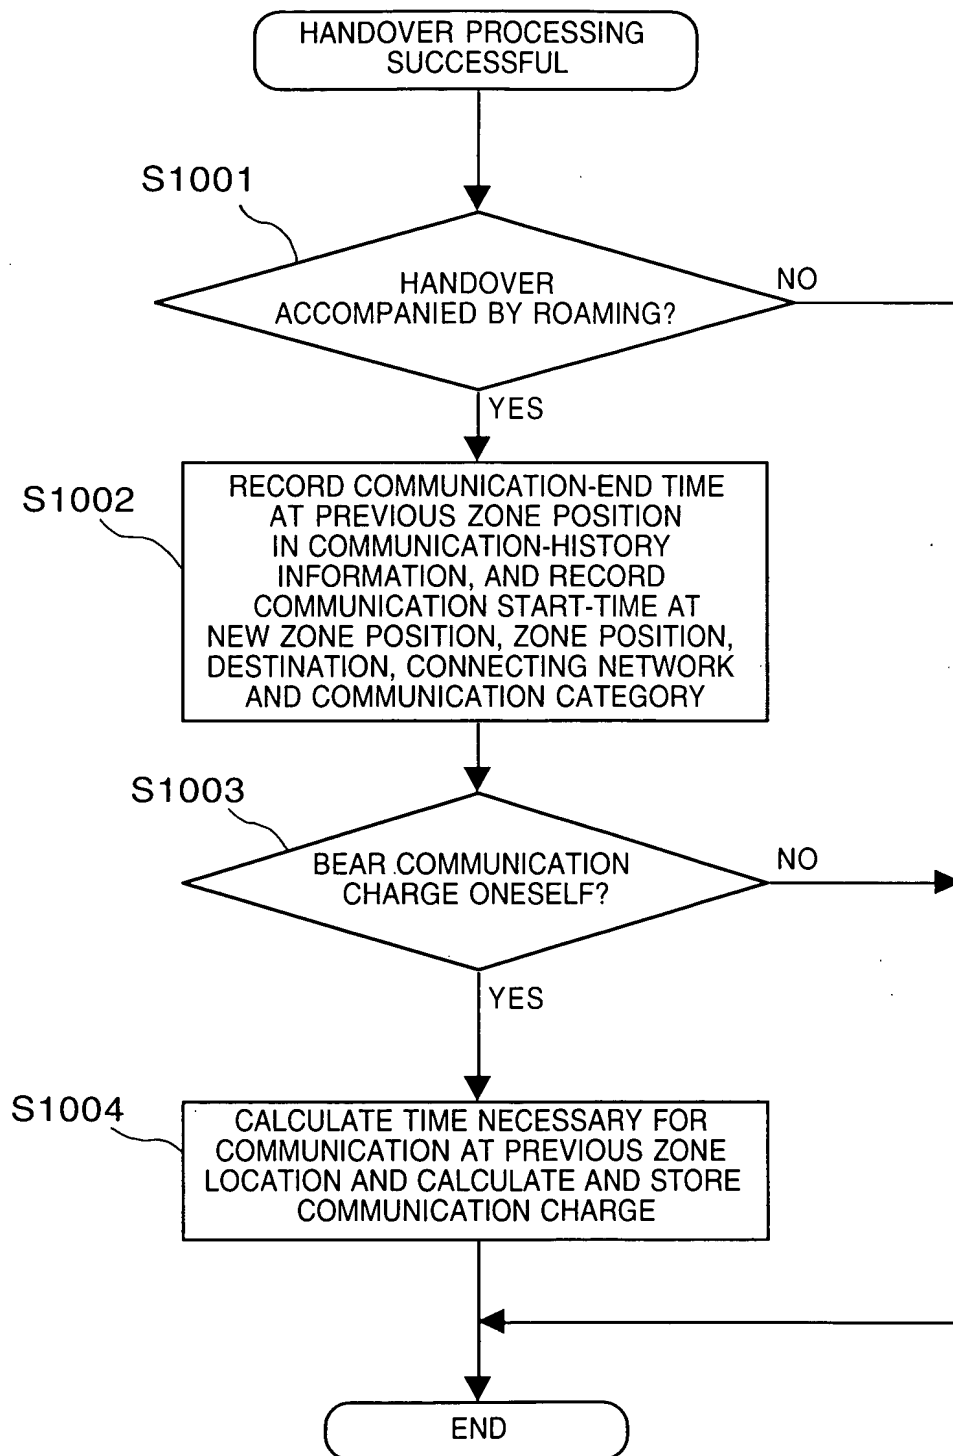 HANDOVER PROCESSING
SUCCESSFUL
S1001
HANDOVER
ACCOMPANIED BY ROAMING?
NO
YES
S1002
RECORD COMMUNICATION-END TIME
AT PREVIOUS ZONE POSITION
IN COMMUNICATION-HISTORY
INFORMATION, AND RECORD
COMMUNICATION START-TIME AT
NEW ZONE POSITION, ZONE POSITION,
DESTINATION, CONNECTING NETWORK
AND COMMUNICATION CATEGORY
S1003
BEAR COMMUNICATION
CHARGE ONESELF?
NO
YES
S1004
CALCULATE TIME NECESSARY FOR
COMMUNICATION AT PREVIOUS ZONE
LOCATION AND CALCULATE AND STORE
COMMUNICATION CHARGE
END